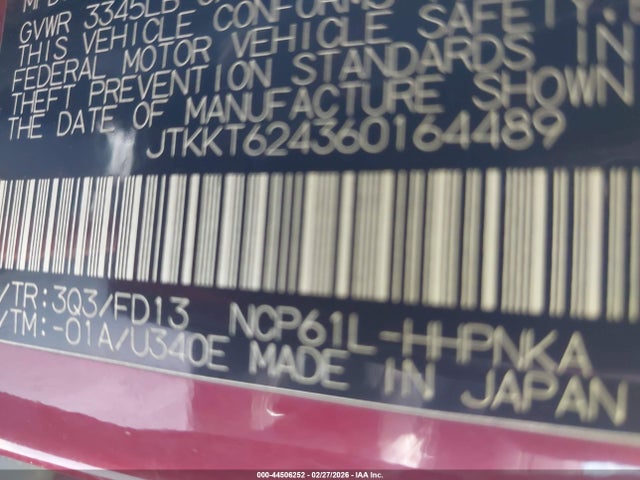 GVWR 3345LB
THIS VEHICLE CONFORMS
FEDERAL MOTOR VEHICLE SAFETY,
THEFT PREVENTION STANDARDS IN
THE DATE OF MANUFACTURE SHOWN
JTKKT624360164489
/TR:3Q3/FD13 NCP61L-HHPNKA
/TM:-01A/U340E MADE IN JAPAN
000-44506252 - 02/27/2026 - IAA Inc.